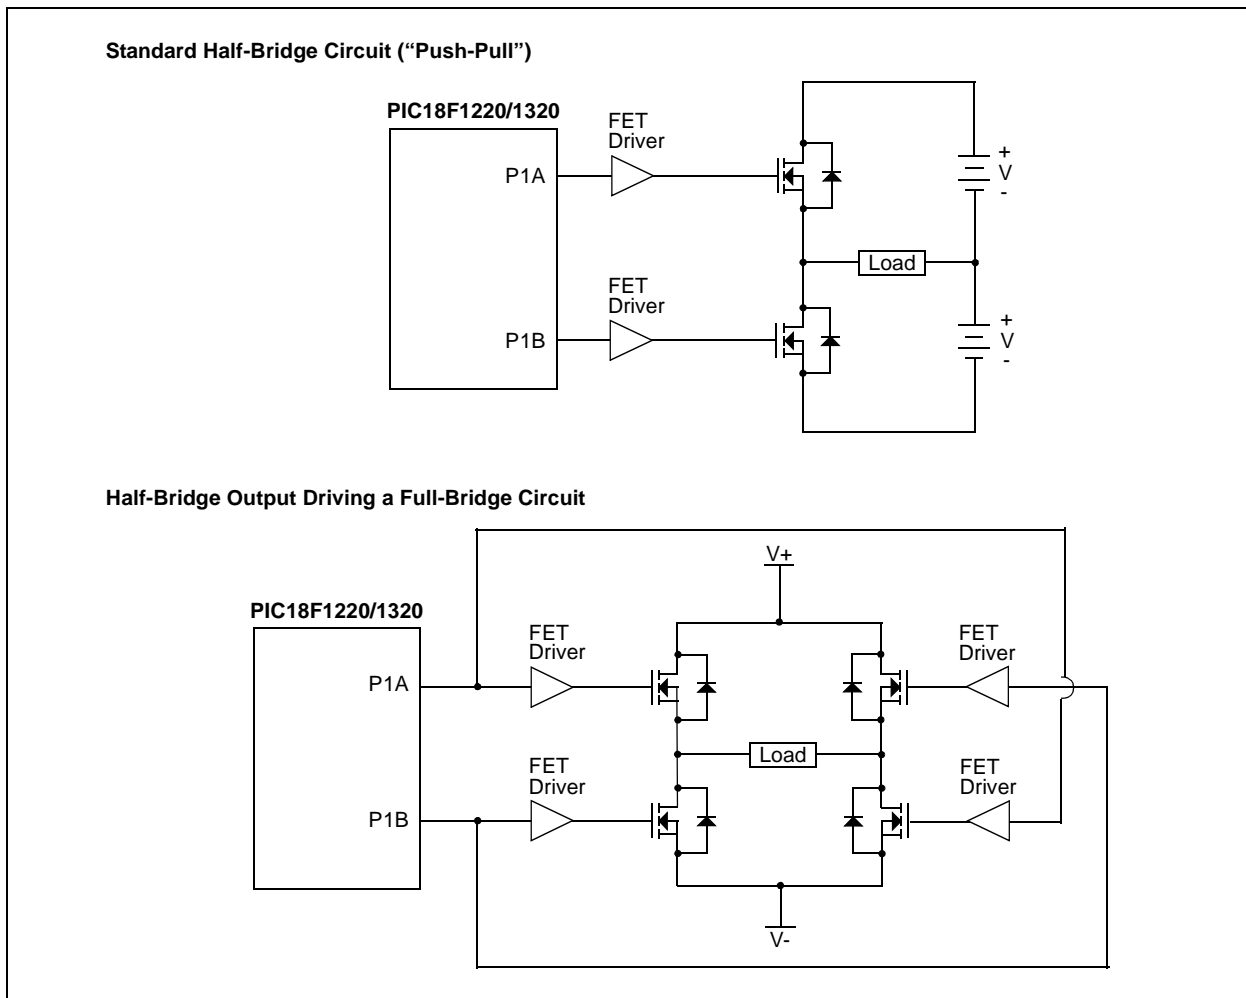 Standard Half-Bridge Circuit (“Push-Pull”)
PIC18F1220/1320
FET
Driver
P1A
+
V
-
Load
FET
Driver
P1B
+
V
-
Half-Bridge Output Driving a Full-Bridge Circuit
V+
PIC18F1220/1320
FET
Driver
FET
Driver
P1A
Load
FET
Driver
FET
Driver
P1B
V-